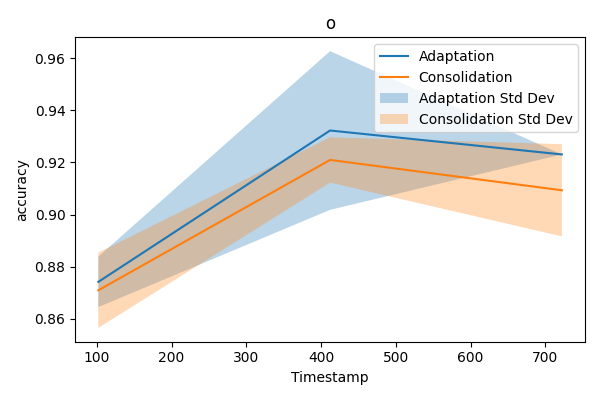 o
Adaptation
Consolidation
Adaptation Std Dev
Consolidation Std Dev
accuracy
0.96
0.94
0.92
0.90
0.88
0.86
100 200 300 400 500 600 700
Timestamp